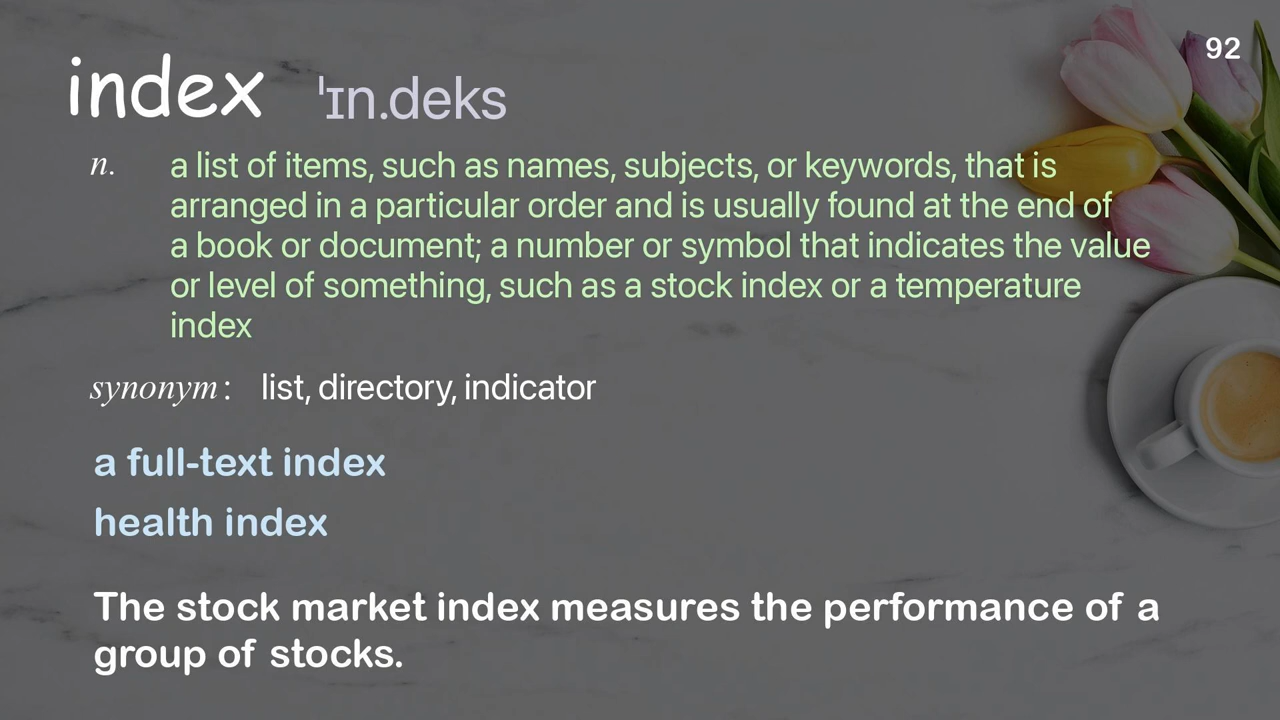 92
index ˈɪn.deks
n. a list of items, such as names, subjects, or keywords, that is
arranged in a particular order and is usually found at the end of
a book or document; a number or symbol that indicates the value
or level of something, such as a stock index or a temperature
index
synonym: list, directory, indicator
a full-text index
health index
The stock market index measures the performance of a
group of stocks.